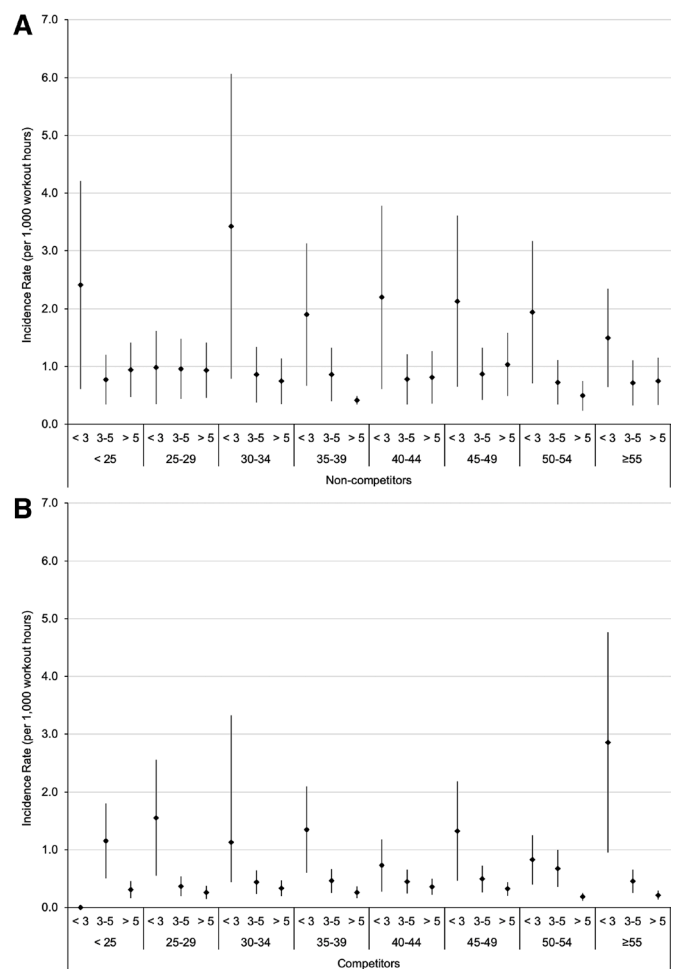 A
Incidence Rate (per 1,000 workout hours)
7.0
6.0
5.0
4.0
3.0
2.0
1.0
0.0
< 3 3-5 > 5 < 3 3-5 > 5 < 3 3-5 > 5 < 3 3-5 > 5 < 3 3-5 > 5 < 3 3-5 > 5 < 3 3-5 > 5 < 3 3-5 > 5
< 25 25-29 30-34 35-39 40-44 45-49 50-54 ≥55
Non-competitors
B
Incidence Rate (per 1,000 workout hours)
7.0
6.0
5.0
4.0
3.0
2.0
1.0
0.0
< 3 3-5 > 5 < 3 3-5 > 5 < 3 3-5 > 5 < 3 3-5 > 5 < 3 3-5 > 5 < 3 3-5 > 5 < 3 3-5 > 5 < 3 3-5 > 5
< 25 25-29 30-34 35-39 40-44 45-49 50-54 ≥55
Competitors